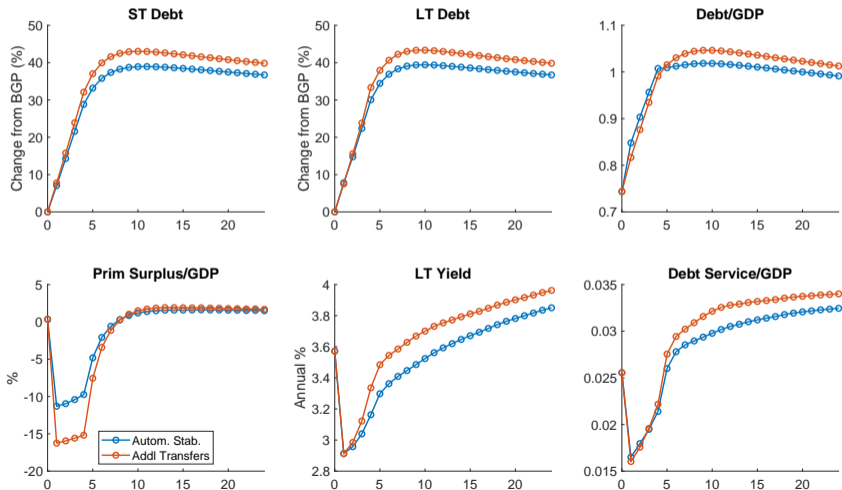 ST Debt
Change from BGP (%)
50
40
30
20
10
0
0 5 10 15 20
LT Debt
Change from BGP (%)
50
40
30
20
10
0
0 5 10 15 20
Debt/GDP
1.1
1
0.9
0.8
0.7
0 5 10 15 20
Prim Surplus/GDP
%
5
0
-5
-10
-15
-20
Autom. Stab.
Addl Transfers
0 5 10 15 20
LT Yield
Annual %
4
3.8
3.6
3.4
3.2
3
2.8
0 5 10 15 20
Debt Service/GDP
0.035
0.03
0.025
0.02
0.015
0 5 10 15 20